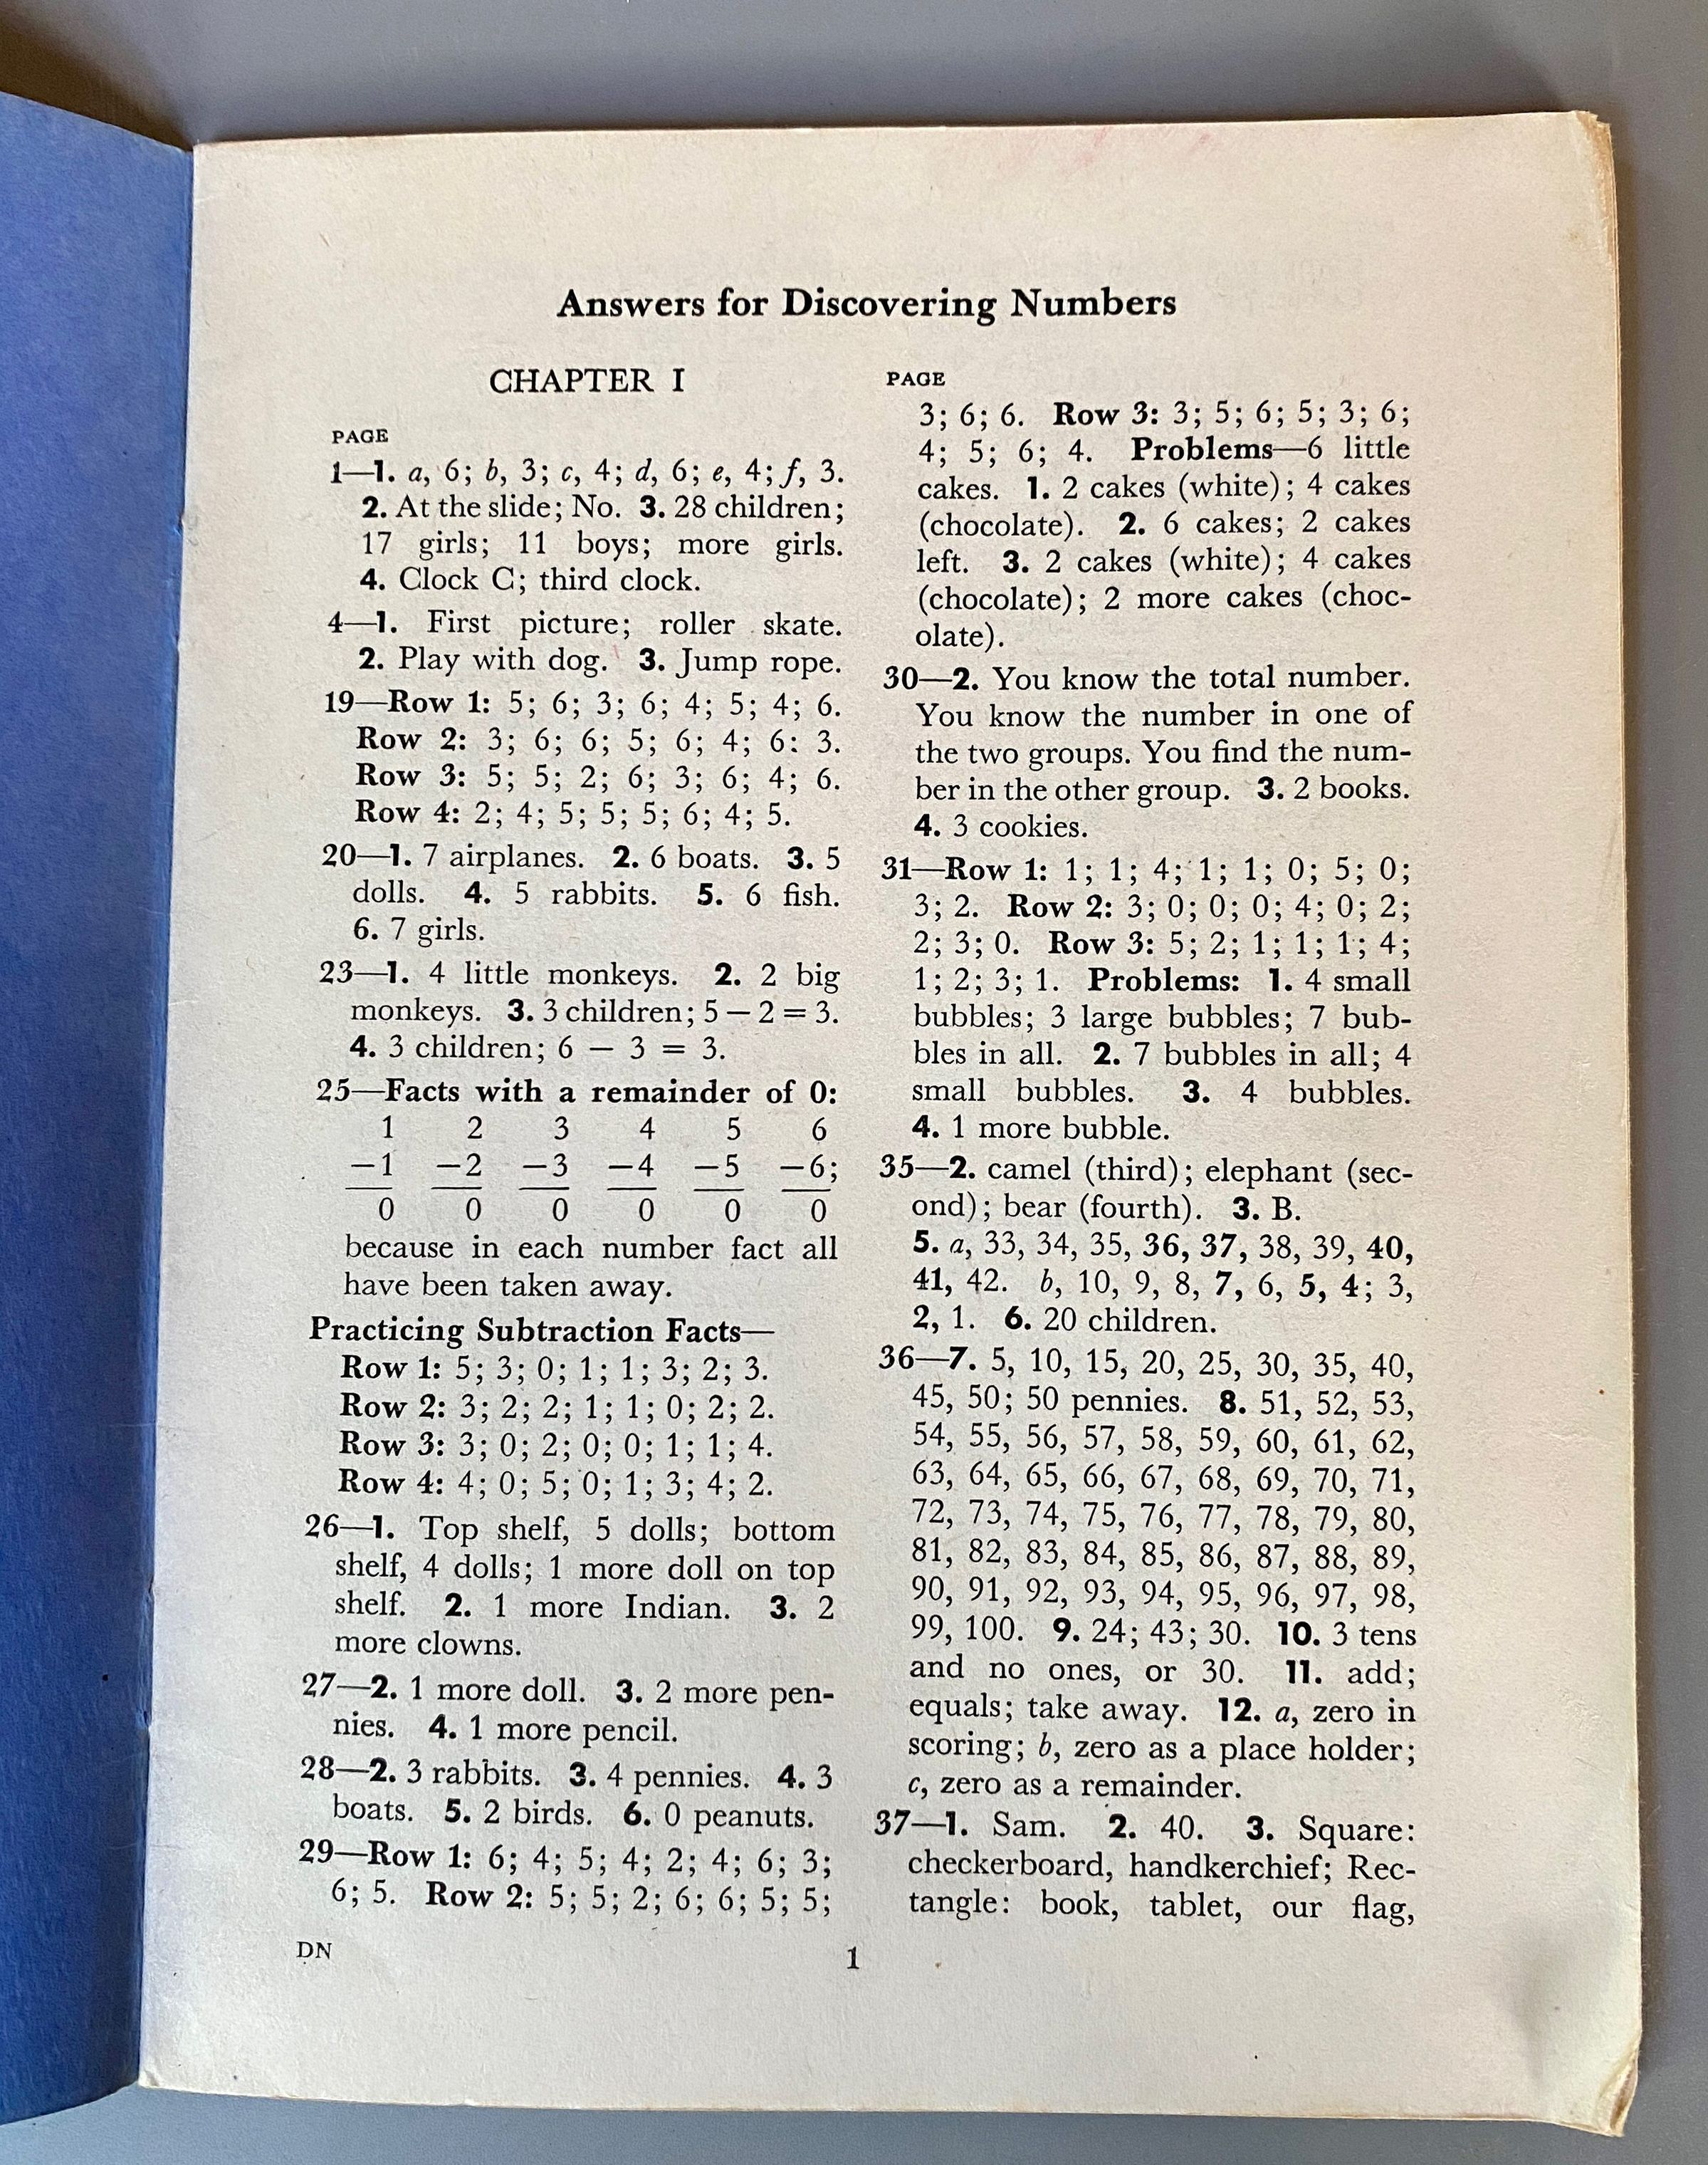 Answers for Discovering Numbers
CHAPTER I
PAGE
1—1. a, 6; b, 3; c, 4; d, 6; e, 4; f, 3.
2. At the slide; No. 3. 28 children;
17 girls; 11 boys; more girls.
4. Clock C; third clock.
4—1. First picture; roller skate.
2. Play with dog. 3. Jump rope.
19—Row 1: 5; 6; 3; 6; 4; 5; 4; 6.
Row 2: 3; 6; 6; 5; 6; 4; 6: 3.
Row 3: 5; 5; 2; 6; 3; 6; 4; 6.
Row 4: 2; 4; 5; 5; 5; 6; 4; 5.
20—1. 7 airplanes. 2. 6 boats. 3. 5
dolls. 4. 5 rabbits. 5. 6 fish.
6. 7 girls.
23—1. 4 little monkeys. 2. 2 big
monkeys. 3. 3 children; 5 – 2 = 3.
4. 3 children; 6 – 3 = 3.
25—Facts with a remainder of 0:
1 2 3 4 5 6
–1 –2 –3 –4 –5 –6;
0 0 0 0 0 0
because in each number fact all
have been taken away.
Practicing Subtraction Facts—
Row 1: 5; 3; 0; 1; 1; 3; 2; 3.
Row 2: 3; 2; 2; 1; 1; 0; 2; 2.
Row 3: 3; 0; 2; 0; 0; 1; 1; 4.
Row 4: 4; 0; 5; 0; 1; 3; 4; 2.
26—1. Top shelf, 5 dolls; bottom
shelf, 4 dolls; 1 more doll on top
shelf. 2. 1 more Indian. 3. 2
more clowns.
27—2. 1 more doll. 3. 2 more pen-
nies. 4. 1 more pencil.
28—2. 3 rabbits. 3. 4 pennies. 4. 3
boats. 5. 2 birds. 6. 0 peanuts.
29—Row 1: 6; 4; 5; 4; 2; 4; 6; 3;
6; 5. Row 2: 5; 5; 2; 6; 6; 5; 5;
PAGE
3; 6; 6. Row 3: 3; 5; 6; 5; 3; 6;
4; 5; 6; 4. Problems—6 little
cakes. 1. 2 cakes (white); 4 cakes
(chocolate). 2. 6 cakes; 2 cakes
left. 3. 2 cakes (white); 4 cakes
(chocolate); 2 more cakes (choc-
olate).
30—2. You know the total number.
You know the number in one of
the two groups. You find the num-
ber in the other group. 3. 2 books.
4. 3 cookies.
31—Row 1: 1; 1; 4; 1; 1; 0; 5; 0;
3; 2. Row 2: 3; 0; 0; 0; 4; 0; 2;
2; 3; 0. Row 3: 5; 2; 1; 1; 1; 4;
1; 2; 3; 1. Problems: 1. 4 small
bubbles; 3 large bubbles; 7 bub-
bles in all. 2. 7 bubbles in all; 4
small bubbles. 3. 4 bubbles.
4. 1 more bubble.
35—2. camel (third); elephant (sec-
ond); bear (fourth). 3. B.
5. a, 33, 34, 35, 36, 37, 38, 39, 40,
41, 42. b, 10, 9, 8, 7, 6, 5, 4; 3,
2, 1. 6. 20 children.
36—7. 5, 10, 15, 20, 25, 30, 35, 40,
45, 50; 50 pennies. 8. 51, 52, 53,
54, 55, 56, 57, 58, 59, 60, 61, 62,
63, 64, 65, 66, 67, 68, 69, 70, 71,
72, 73, 74, 75, 76, 77, 78, 79, 80,
81, 82, 83, 84, 85, 86, 87, 88, 89,
90, 91, 92, 93, 94, 95, 96, 97, 98,
99, 100. 9. 24; 43; 30. 10. 3 tens
and no ones, or 30. 11. add;
equals; take away. 12. a, zero in
scoring; b, zero as a place holder;
c, zero as a remainder.
37—1. Sam. 2. 40. 3. Square:
checkerboard, handkerchief; Rec-
tangle: book, tablet, our flag,
DN
1